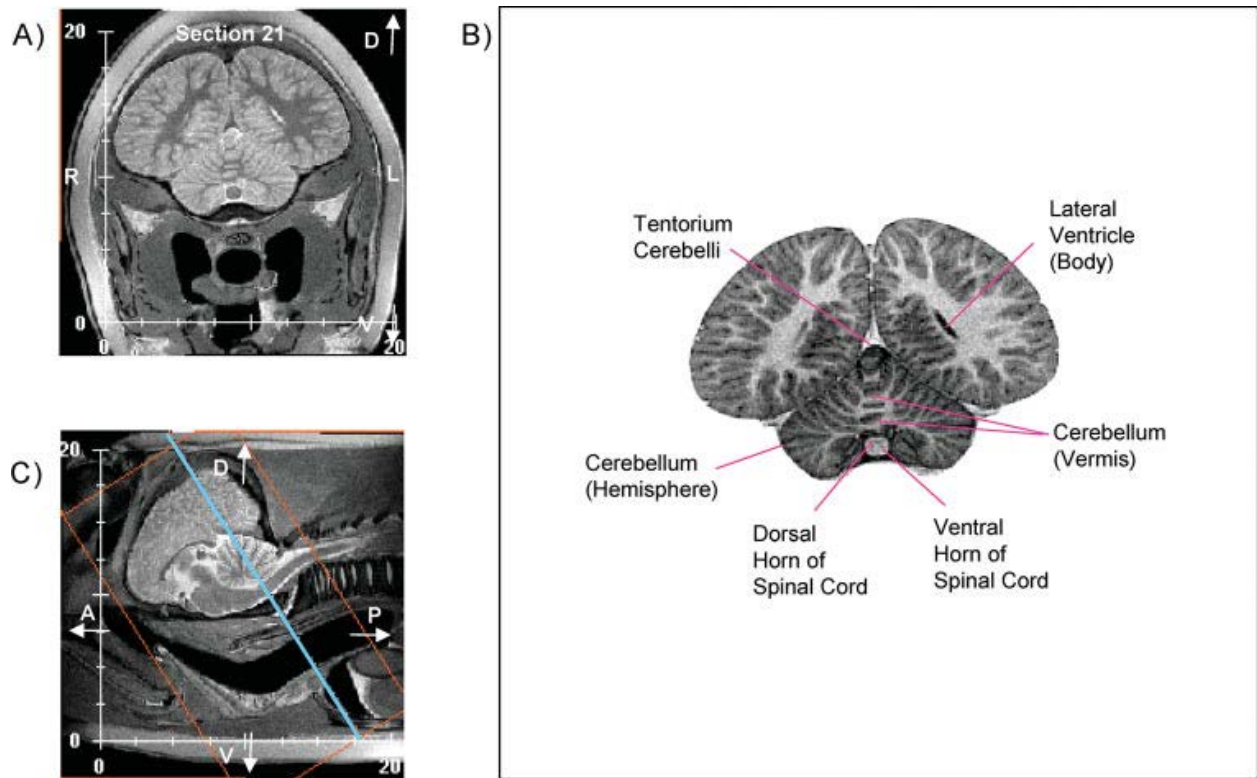 A)
Section 21
20
D
R
L
0
V
0
20
B)
Tentorium
Cerebelli
Lateral
Ventricle
(Body)
Cerebellum
(Hemisphere)
Cerebellum
(Vermis)
Dorsal
Horn of
Spinal Cord
Ventral
Horn of
Spinal Cord
C)
20
D
A
P
0
V
0
20